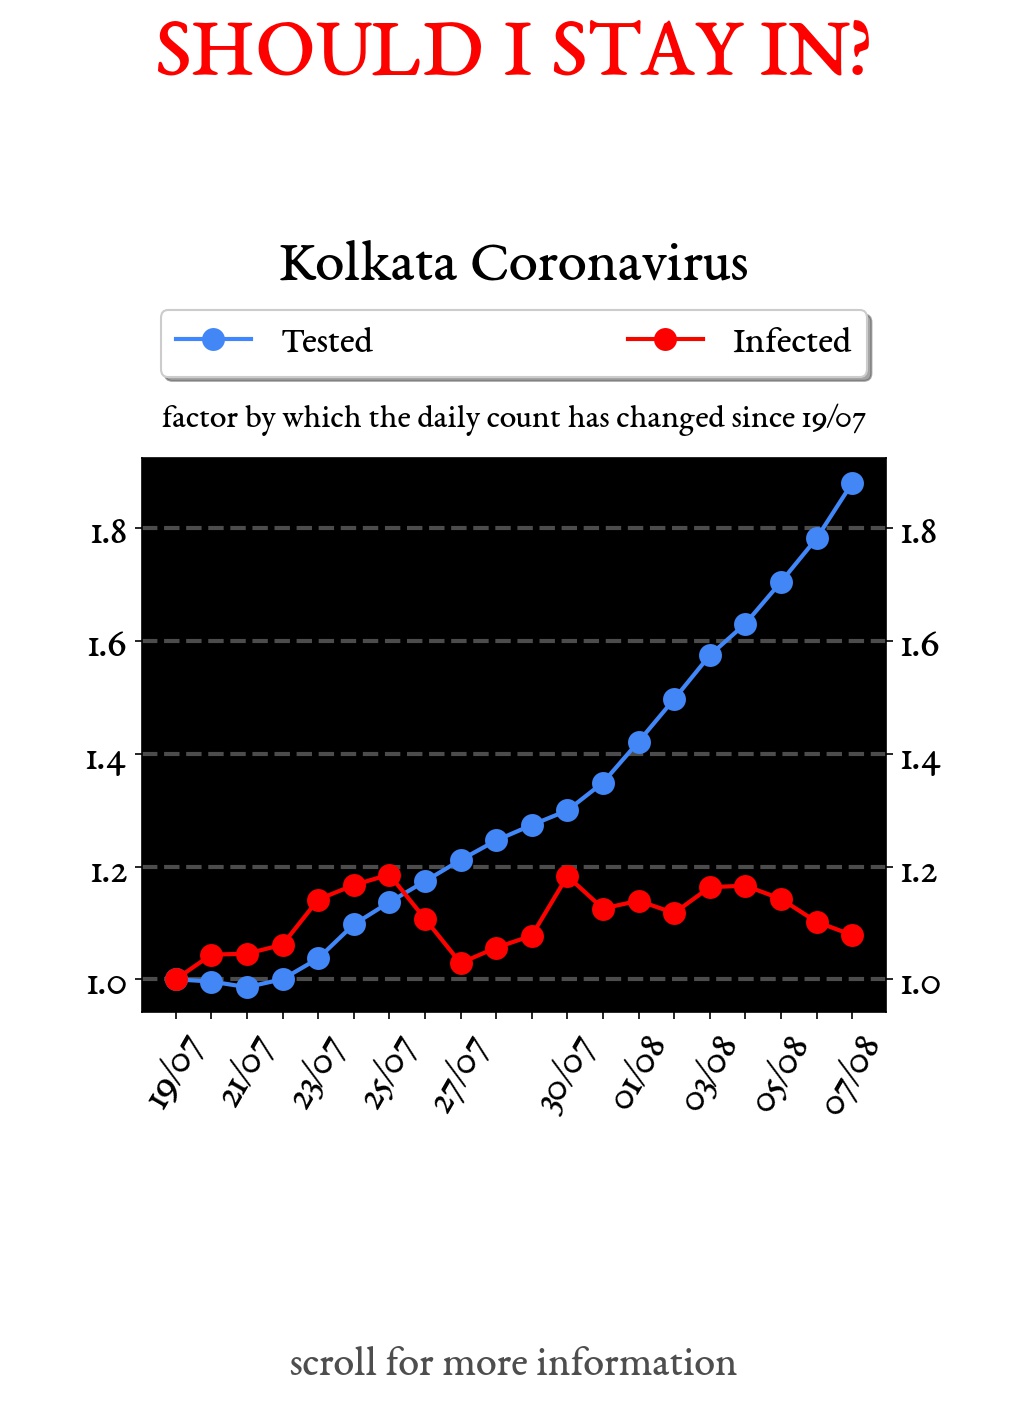 SHOULD I STAY IN?
Kolkata Coronavirus
Tested Infected
factor by which the daily count has changed since 19/07
1.8 1.8
1.6 1.6
1.4 1.4
1.2 1.2
1.0 1.0
19/07 21/07 23/07 25/07 27/07 30/07 01/08 03/08 05/08 07/08
scroll for more information